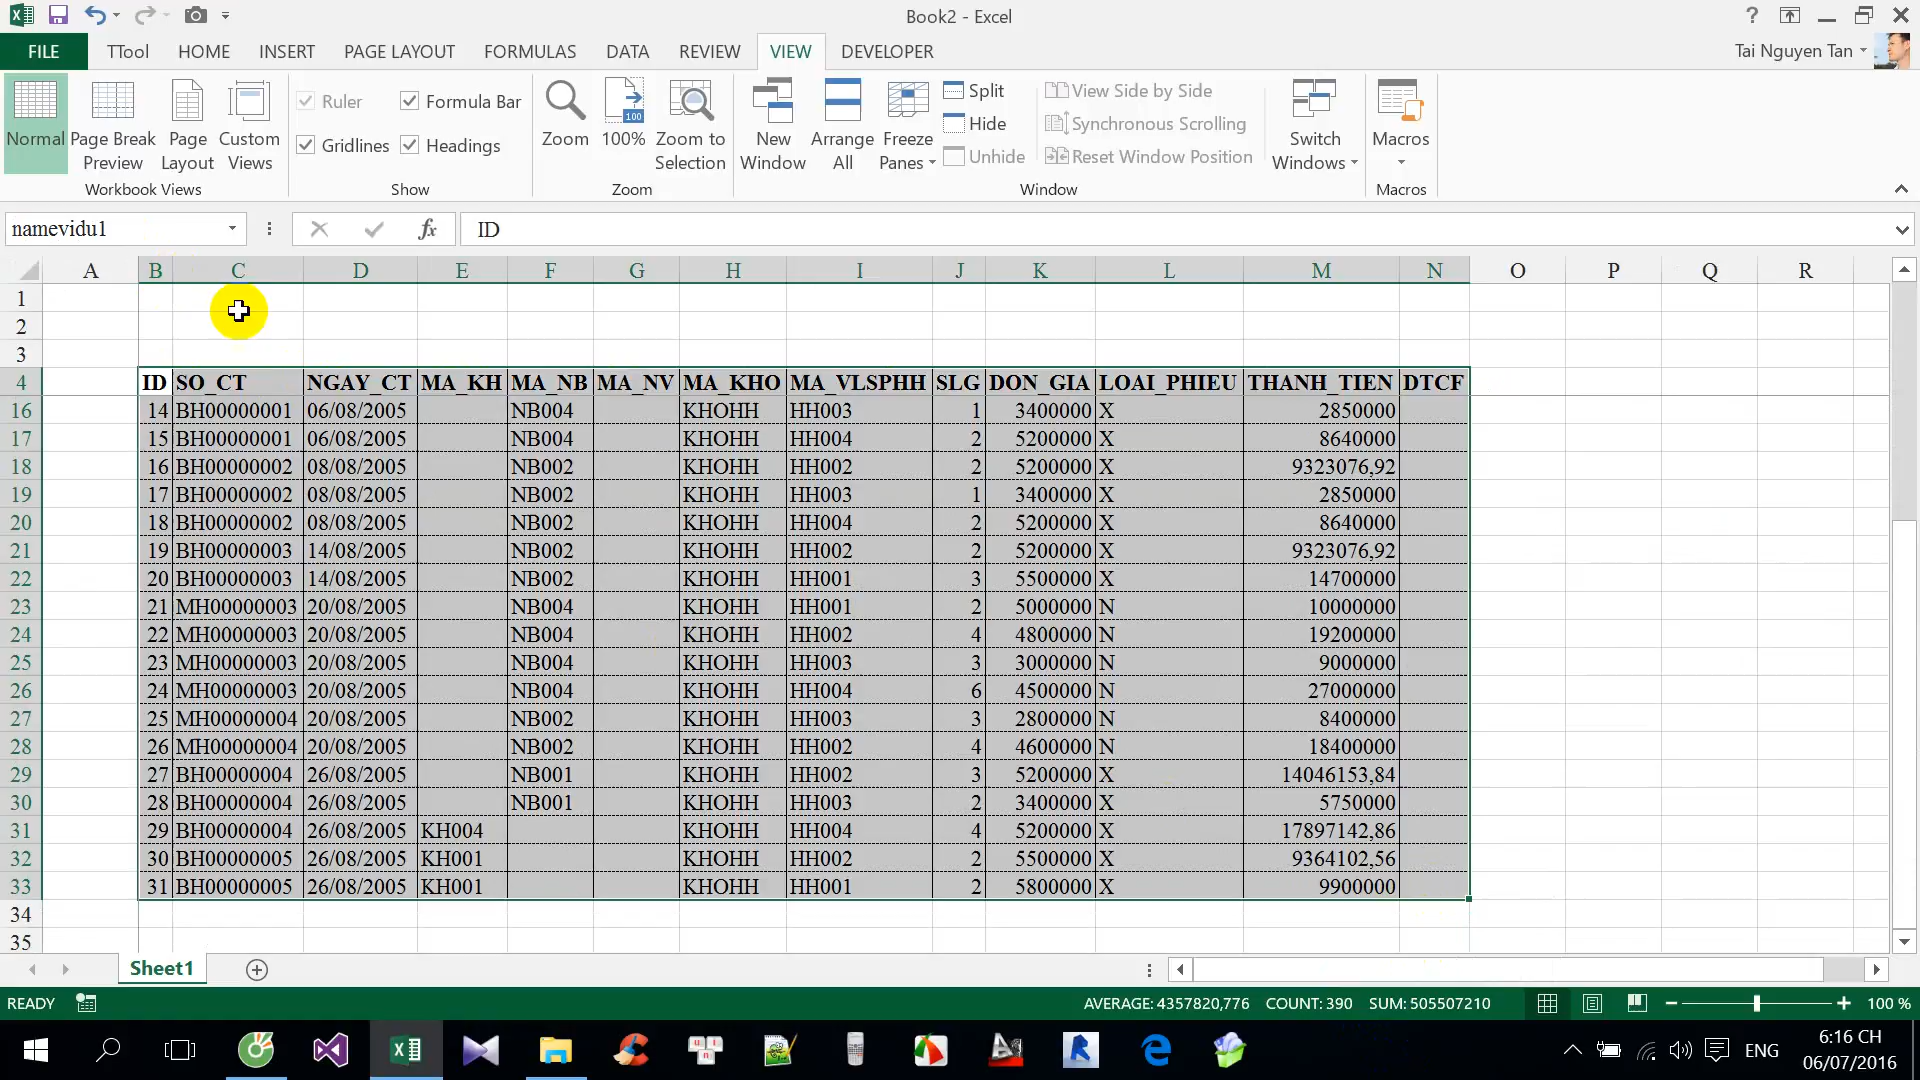 Book2 - Excel
FILE TTool HOME INSERT PAGE LAYOUT FORMULAS DATA REVIEW VIEW DEVELOPER Tai Nguyen Tan
Normal Page Break Preview Page Layout Custom Views Ruler Formula Bar Gridlines Headings Zoom 100% Zoom to Selection New Window Arrange All Freeze Panes Split Hide Unhide View Side by Side Synchronous Scrolling Reset Window Position Switch Windows Macros
Workbook Views Show Zoom Window Macros
namevidu1 fx ID
A B C D E F G H I J K L M N O P Q R
1
2
3
4 ID SO_CT NGAY_CT MA_KH MA_NB MA_NV MA_KHO MA_VLSPHH SLG DON_GIA LOAI_PHIEU THANH_TIEN DTCF
16 14 BH00000001 06/08/2005 NB004 KHOHH HH003 1 3400000 X 2850000
17 15 BH00000001 06/08/2005 NB004 KHOHH HH004 2 5200000 X 8640000
18 16 BH00000002 08/08/2005 NB002 KHOHH HH002 2 5200000 X 9323076,92
19 17 BH00000002 08/08/2005 NB002 KHOHH HH003 1 3400000 X 2850000
20 18 BH00000002 08/08/2005 NB002 KHOHH HH004 2 5200000 X 8640000
21 19 BH00000003 14/08/2005 NB002 KHOHH HH002 2 5200000 X 9323076,92
22 20 BH00000003 14/08/2005 NB002 KHOHH HH001 3 5500000 X 14700000
23 21 MH00000003 20/08/2005 NB004 KHOHH HH001 2 5000000 N 10000000
24 22 MH00000003 20/08/2005 NB004 KHOHH HH002 4 4800000 N 19200000
25 23 MH00000003 20/08/2005 NB004 KHOHH HH003 3 3000000 N 9000000
26 24 MH00000003 20/08/2005 NB004 KHOHH HH004 6 4500000 N 27000000
27 25 MH00000004 20/08/2005 NB002 KHOHH HH003 3 2800000 N 8400000
28 26 MH00000004 20/08/2005 NB002 KHOHH HH002 4 4600000 N 18400000
29 27 BH00000004 26/08/2005 NB001 KHOHH HH002 3 5200000 X 14046153,84
30 28 BH00000004 26/08/2005 NB001 KHOHH HH003 2 3400000 X 5750000
31 29 BH00000004 26/08/2005 KH004 KHOHH HH004 4 5200000 X 17897142,86
32 30 BH00000005 26/08/2005 KH001 KHOHH HH002 2 5500000 X 9364102,56
33 31 BH00000005 26/08/2005 KH001 KHOHH HH001 2 5800000 X 9900000
34
35
Sheet1
READY AVERAGE: 4357820,776 COUNT: 390 SUM: 505507210 100 %
ENG 6:16 CH
06/07/2016